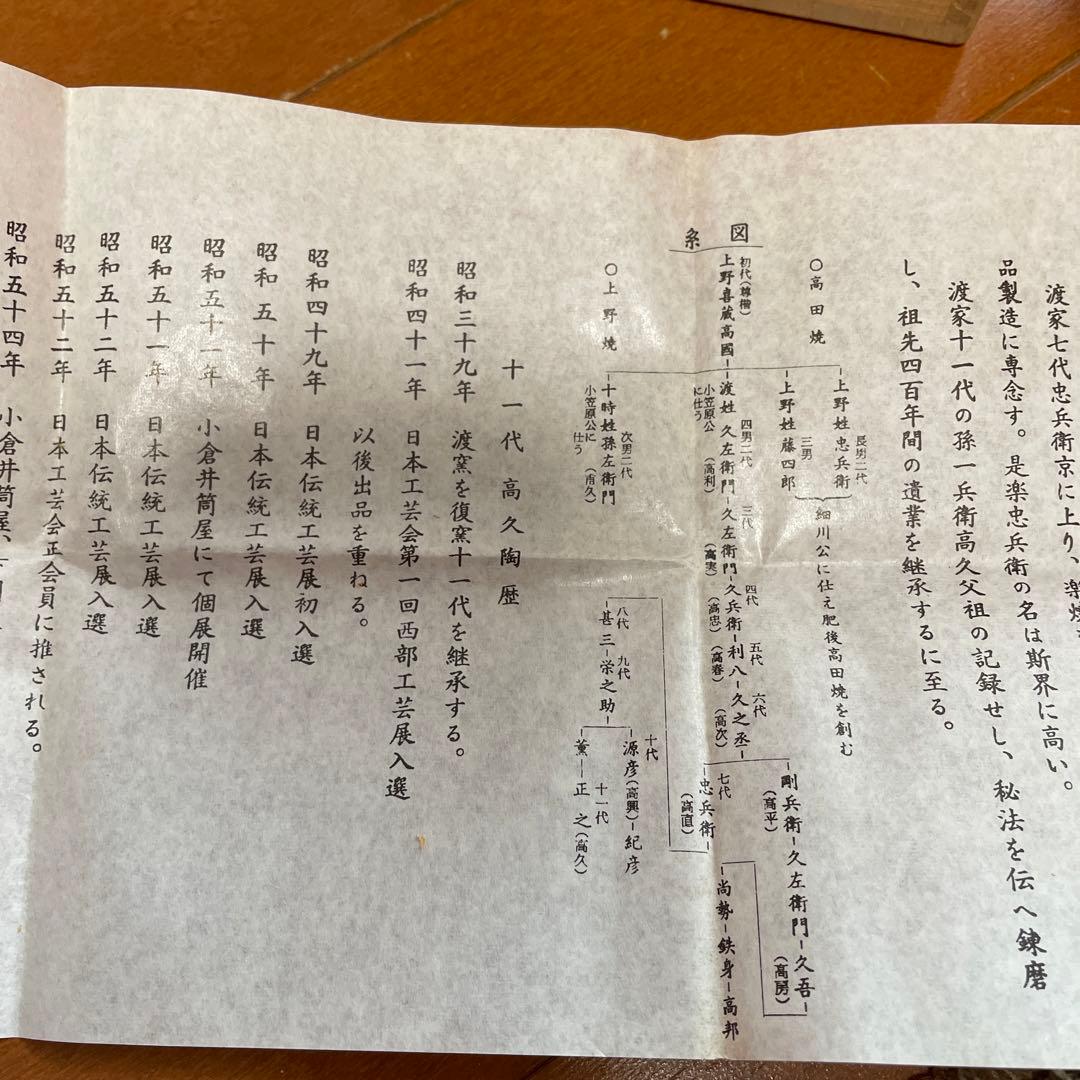 渡家七代忠兵衛京に上り、楽焼
品製造に専念す。是楽忠兵衛の名は斯界に高い。
渡家十一代の孫一兵衛高久父祖の記録せし、秘法を伝へ錬磨
し、祖先四百年間の遺業を継承するに至る。
系図
〇高田焼
長男二代
上野姓忠兵衛
三男
上野姓藤四郎
細川公に仕え肥後高田焼を創む
初代(尊楷)
上野喜蔵高國
四男二代
渡姓 久左衛門
小笠原公に仕う
(高利)
三代
久左衛門
(高実)
四代
久兵衛
(高忠)
五代
利八
(高春)
六代
久之丞
(高次)
剛兵衛
(高平)
久左衛門
久吾
(高房)
尚勢
鉄身
高邦
七代
忠兵衛
(高直)
〇上野焼
次男二代
十時姓孫左衛門
小笠原公に仕う
(甫久)
八代
甚三
九代
栄之助
十代
源彦(高興)
紀彦
薫
十一代
正之(高久)
十一代高久陶歴
昭和三十九年 渡窯を復窯十一代を継承する。
昭和四十一年 日本工芸会第一回西部工芸展入選
以後出品を重ねる。
昭和四十九年 日本伝統工芸展初入選
昭和五十年 日本伝統工芸展入選
昭和五十一年 小倉井筒屋にて個展開催
昭和五十一年 日本伝統工芸展入選
昭和五十二年 日本伝統工芸展入選
昭和五十二年 日本工芸会正会員に推される。
昭和五十四年 小倉井筒屋、